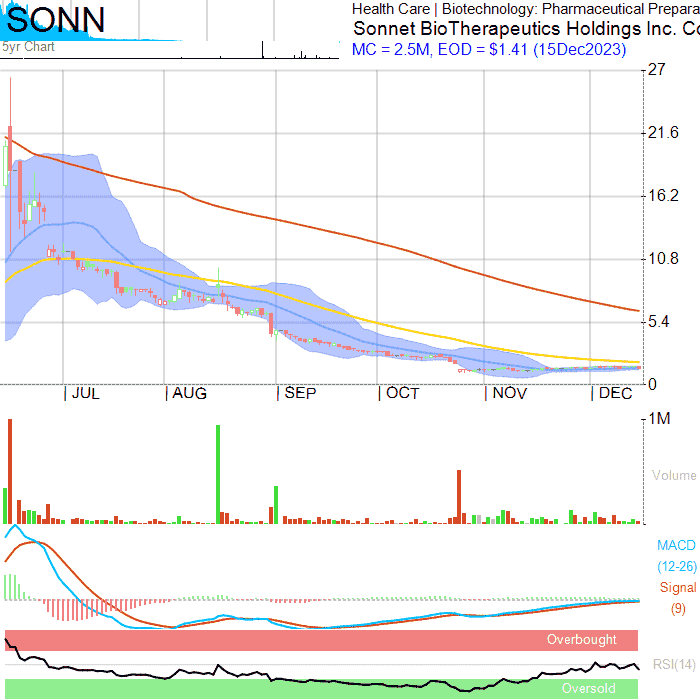 SONN
Health Care | Biotechnology: Pharmaceutical Prepara
Sonnet BioTherapeutics Holdings Inc. Co
5yr Chart
MC = 2.5M, EOD = $1.41 (15Dec2023)
27
21.6
16.2
10.8
5.4
0
JUL
AUG
SEP
OCT
NOV
DEC
1M
Volume
MACD
(12-26)
Signal
(9)
Overbought
RSI(14)
Oversold